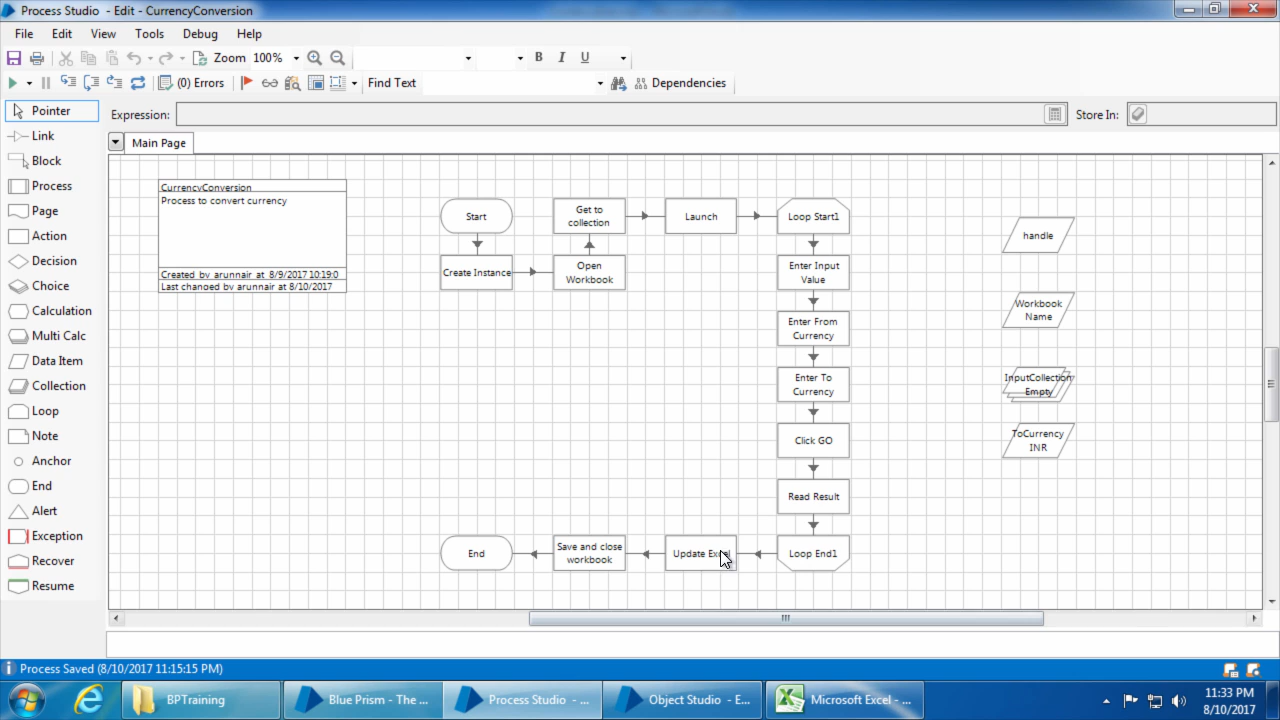 Process Studio - Edit - CurrencyConversion
File Edit View Tools Debug Help
Zoom 100% B I U
(0) Errors Find Text Dependencies
Pointer
Link
Block
Process
Page
Action
Decision
Choice
Calculation
Multi Calc
Data Item
Collection
Loop
Note
Anchor
End
Alert
Exception
Recover
Resume
Expression: Store In:
Main Page
CurrencyConversion
Process to convert currency
Created by arunnair at 8/9/2017 10:19:0
Last changed by arunnair at 8/10/2017
Start
Create Instance
Get to
collection
Open
Workbook
Launch
Loop Start1
Enter Input
Value
Enter From
Currency
Enter To
Currency
Click GO
Read Result
Loop End1
Update Excel
Save and close
workbook
End
handle
Workbook
Name
InputCollection
Empty
ToCurrency
INR
Process Saved (8/10/2017 11:15:15 PM)
BPTraining
Blue Prism - The ...
Process Studio - ...
Object Studio - E...
Microsoft Excel - ...
11:33 PM
8/10/2017